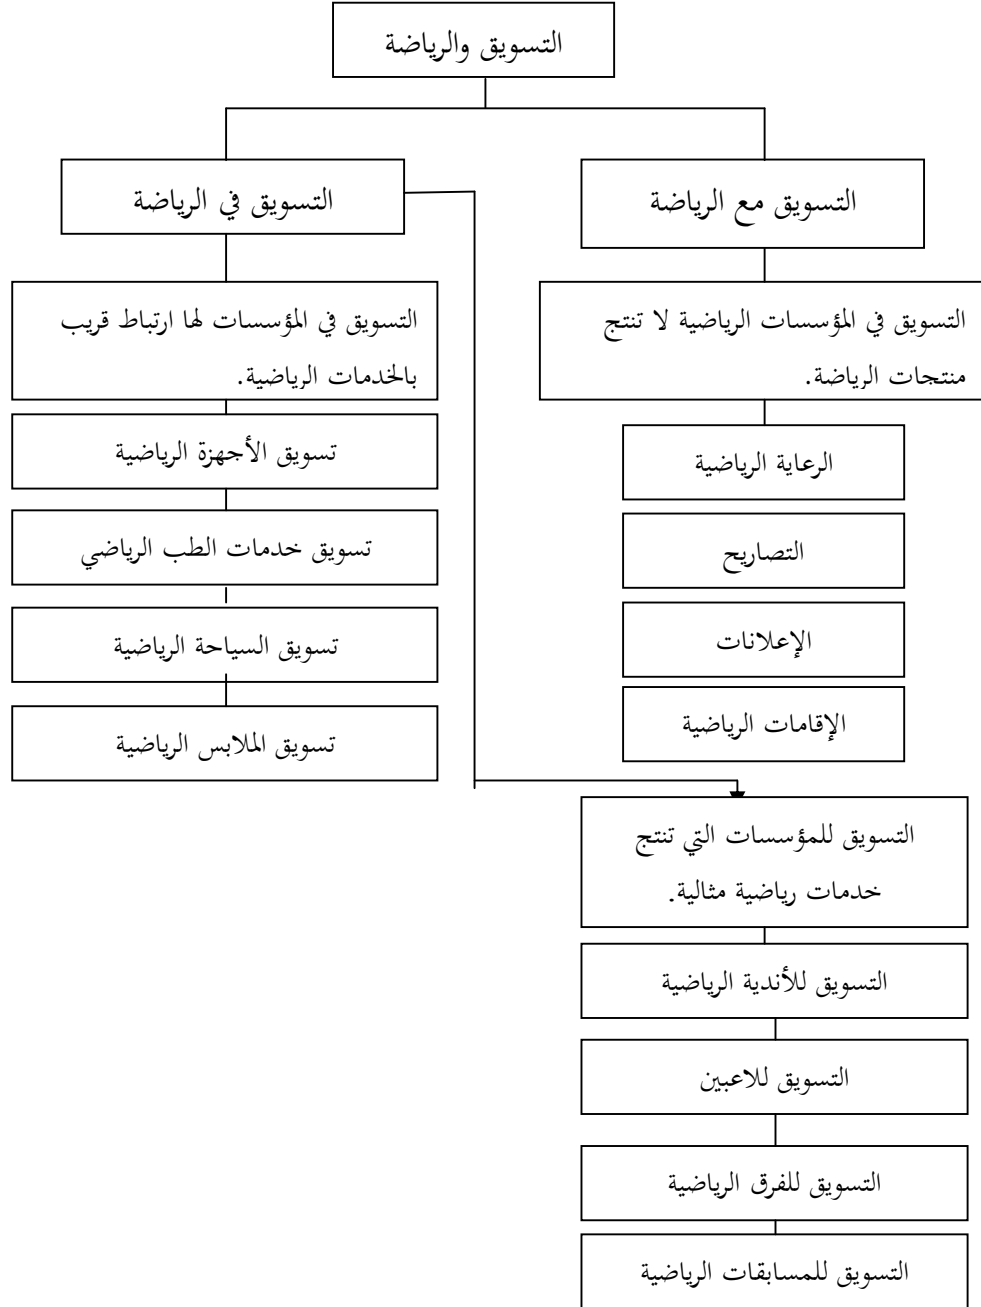 التسويق والرياضة
التسويق مع الرياضة
التسويق في الرياضة
التسويق في المؤسسات الرياضية لا تنتج
منتجات الرياضة.
التسويق في المؤسسات لها ارتباط قريب
بالخدمات الرياضية.
الرعاية الرياضية
التصاريح
الإعلانات
الإقامات الرياضية
تسويق الأجهزة الرياضية
تسويق خدمات الطب الرياضي
تسويق السياحة الرياضية
تسويق الملابس الرياضية
التسويق للمؤسسات التي تنتج
خدمات رياضية مثالية.
التسويق للأندية الرياضية
التسويق للاعبين
التسويق للفرق الرياضية
التسويق للمسابقات الرياضية